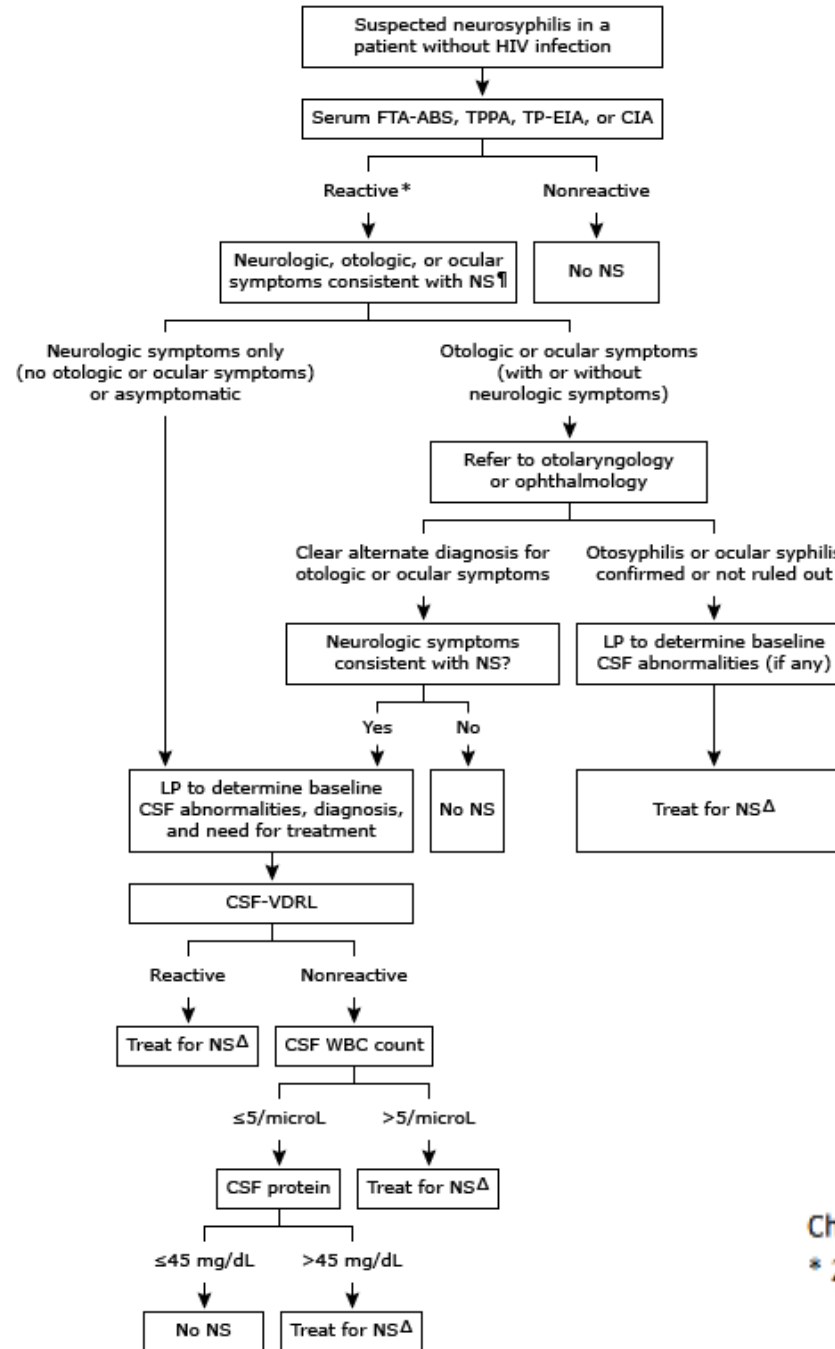 Suspected neurosyphilis in a
patient without HIV infection
Serum FTA-ABS, TPPA, TP-EIA, or CIA
Reactive*
Nonreactive
Neurologic, otologic, or ocular
symptoms consistent with NS¶
No NS
Neurologic symptoms only
(no otologic or ocular symptoms)
or asymptomatic
Otologic or ocular symptoms
(with or without
neurologic symptoms)
Refer to otolaryngology
or ophthalmology
Clear alternate diagnosis for
otologic or ocular symptoms
Otosyphilis or ocular syphilis
confirmed or not ruled out
Neurologic symptoms
consistent with NS?
LP to determine baseline
CSF abnormalities (if any)
Yes
No
LP to determine baseline
CSF abnormalities, diagnosis,
and need for treatment
No NS
Treat for NSΔ
CSF-VDRL
Reactive
Nonreactive
Treat for NSΔ
CSF WBC count
≤5/microL
>5/microL
CSF protein
Treat for NSΔ
≤45 mg/dL
>45 mg/dL
No NS
Treat for NSΔ
Ch
* 2